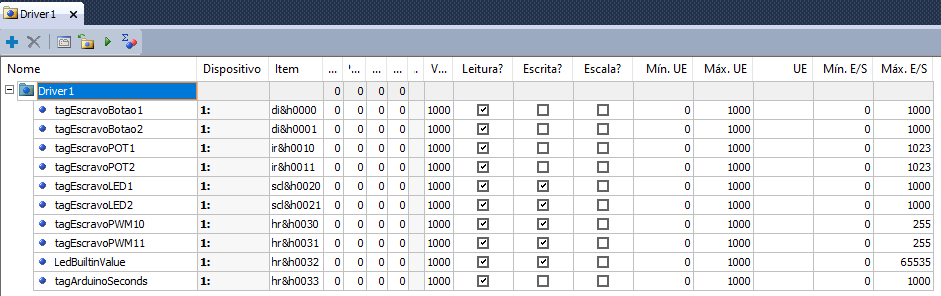 Driver1
Nome Dispositivo Item ... '... ... ... . V... Leitura? Escrita? Escala? Mín. UE Máx. UE UE Mín. E/S Máx. E/S
Driver1 0 0 0 0
tagEscravoBotao1 1: di&h0000 0 0 0 0 1000 0 1000 0 1000
tagEscravoBotao2 1: di&h0001 0 0 0 0 1000 0 1000 0 1000
tagEscravoPOT1 1: ir&h0010 0 0 0 0 1000 0 1000 0 1023
tagEscravoPOT2 1: ir&h0011 0 0 0 0 1000 0 1000 0 1023
tagEscravoLED1 1: scl&h0020 0 0 0 0 1000 0 1000 0 1000
tagEscravoLED2 1: scl&h0021 0 0 0 0 1000 0 1000 0 1000
tagEscravoPWM10 1: hr&h0030 0 0 0 0 1000 0 1000 0 255
tagEscravoPWM11 1: hr&h0031 0 0 0 0 1000 0 1000 0 255
LedBuiltinValue 1: hr&h0032 0 0 0 0 1000 0 1000 0 65535
tagArduinoSeconds 1: hr&h0033 0 0 0 0 1000 0 1000 0 1000